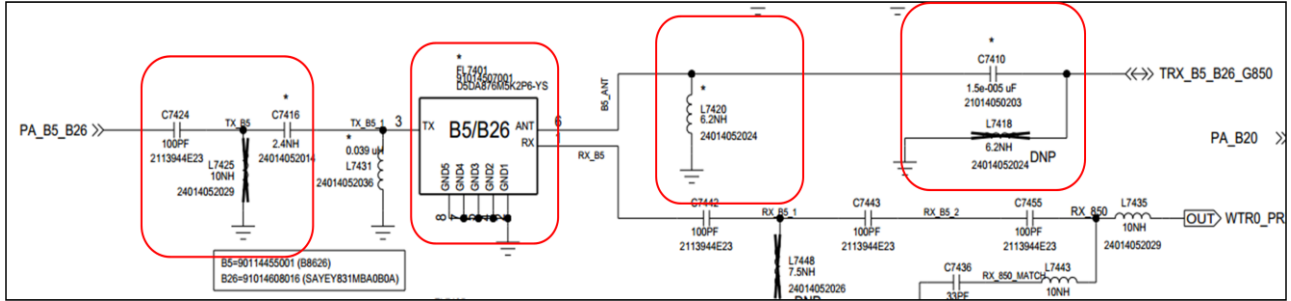 PA_B5_B26
C7424
100PF
2113944E23
TX_B5
L7425
10NH
24014052029
*
C7416
2.4NH
24014052014
TX_B5_1
3
*
0.039 uH
L7431
24014052036
*
FL7401
91014507001
D5DA876M5K2P6-YS
TX
B5/B26
ANT
RX
GND5
GND4
GND3
GND2
GND1
8
6
B5_ANT
RX_B5
B5=90114455001 (B8626)
B26=91014608016 (SAYEY831MBA0B0A)
*
L7420
6.2NH
24014052024
*
C7410
1.5e-005 uF
21014050203
L7418
6.2NH
DNP
24014052024
TRX_B5_B26_G850
PA_B20
C7442
100PF
2113944E23
RX_B5_1
C7443
100PF
2113944E23
RX_B5_2
C7455
100PF
2113944E23
RX_850
L7435
10NH
24014052029
OUT
WTR0_PR
L7448
7.5NH
24014052026
DNP
C7436
33PF
RX_850_MATCH
L7443
10NH